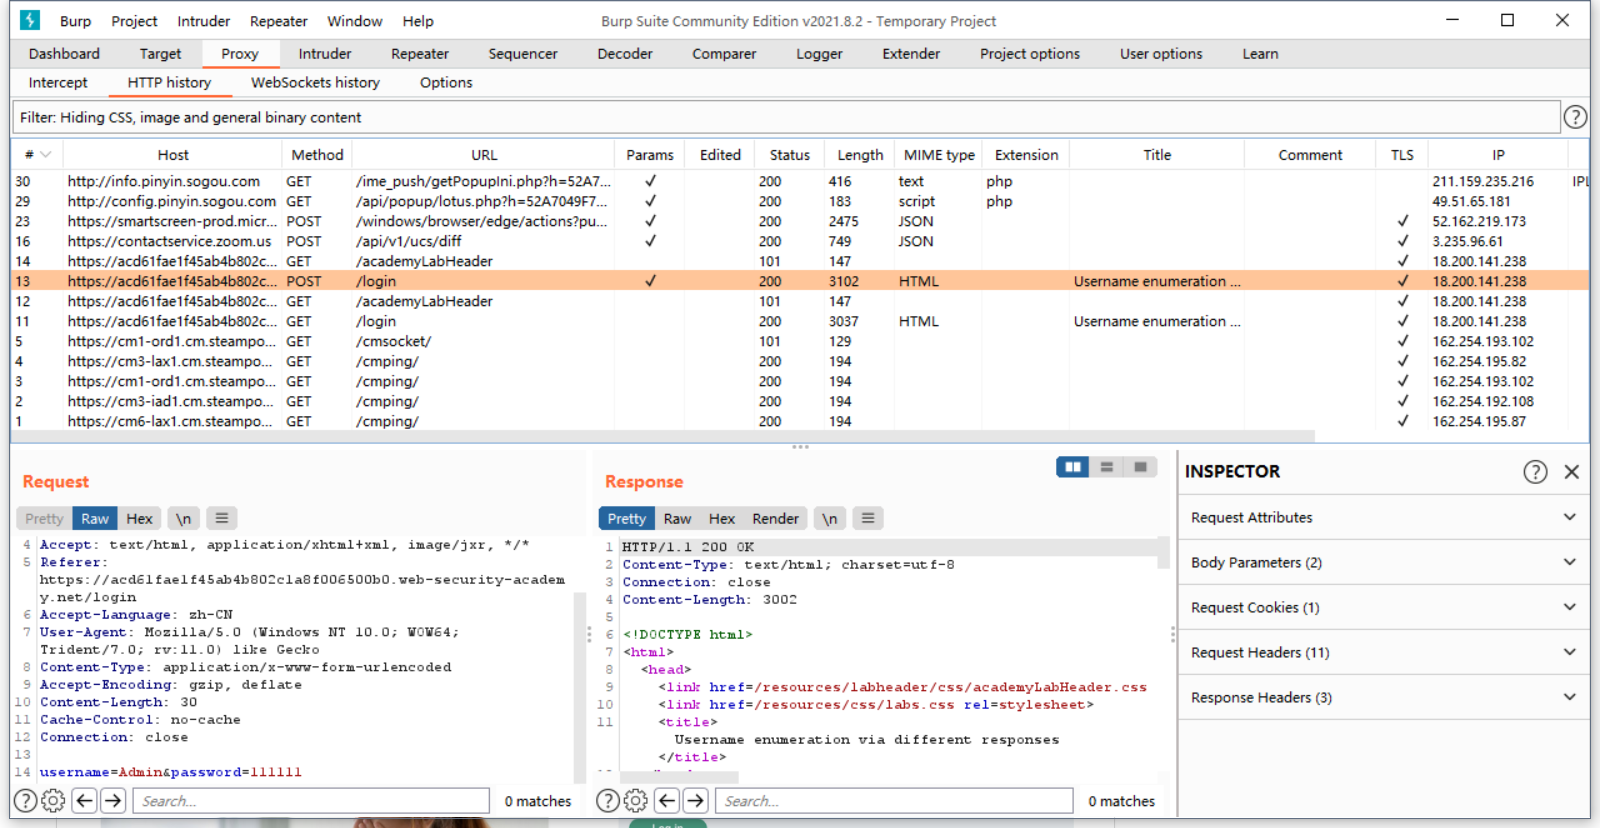 Burp Project Intruder Repeater Window Help Burp Suite Community Edition v2021.8.2 - Temporary Project
Dashboard Target Proxy Intruder Repeater Sequencer Decoder Comparer Logger Extender Project options User options Learn
Intercept HTTP history WebSockets history Options
Filter: Hiding CSS, image and general binary content ?
# Host Method URL Params Edited Status Length MIME type Extension Title Comment TLS IP
30 http://info.pinyin.sogou.com GET /ime_push/getPopupIni.php?h=52A7... ✓ 200 416 text php 211.159.235.216 IPL
29 http://config.pinyin.sogou.com GET /api/popup/lotus.php?h=52A7049F7... ✓ 200 183 script php 49.51.65.181
23 https://smartscreen-prod.micr... POST /windows/browser/edge/actions?pu... ✓ 200 2475 JSON ✓ 52.162.219.173
16 https://contactservice.zoom.us POST /api/v1/ucs/diff ✓ 200 749 JSON ✓ 3.235.96.61
14 https://acd61fae1f45ab4b802c... GET /academyLabHeader 101 147 ✓ 18.200.141.238
13 https://acd61fae1f45ab4b802c... POST /login ✓ 200 3102 HTML Username enumeration ... ✓ 18.200.141.238
12 https://acd61fae1f45ab4b802c... GET /academyLabHeader 101 147 ✓ 18.200.141.238
11 https://acd61fae1f45ab4b802c... GET /login 200 3037 HTML Username enumeration ... ✓ 18.200.141.238
5 https://cm1-ord1.cm.steampo... GET /cmsocket/ 101 129 ✓ 162.254.193.102
4 https://cm3-lax1.cm.steampo... GET /cmping/ 200 194 ✓ 162.254.195.82
3 https://cm1-ord1.cm.steampo... GET /cmping/ 200 194 ✓ 162.254.193.102
2 https://cm3-iad1.cm.steampo... GET /cmping/ 200 194 ✓ 162.254.192.108
1 https://cm6-lax1.cm.steampo... GET /cmping/ 200 194 ✓ 162.254.195.87
Request
Pretty Raw Hex \n
4 Accept: text/html, application/xhtml+xml, image/jxr, */*
5 Referer:
https://acd61fae1f45ab4b802c1a8f006500b0.web-security-adadem
y.net/login
6 Accept-Language: zh-CN
7 User-Agent: Mozilla/5.0 (Windows NT 10.0; WOW64;
Trident/7.0; rv:11.0) like Gecko
8 Content-Type: application/x-www-form-urlencoded
9 Accept-Encoding: gzip, deflate
10 Content-Length: 30
11 Cache-Control: no-cache
12 Connection: close
13
14 username=Admin&password=111111
? Search... 0 matches
Response
Pretty Raw Hex Render \n
1 HTTP/1.1 200 OK
2 Content-Type: text/html; charset=utf-8
3 Connection: close
4 Content-Length: 3002
5
6 <!DOCTYPE html>
7 <html>
8 <head>
9 <link href=/resources/labheader/css/academyLabHeader.css
10 <link href=/resources/css/labs.css rel=stylesheet>
11 <title>
Username enumeration via different responses
</title>
? Search... 0 matches
INSPECTOR ?
Request Attributes
Body Parameters (2)
Request Cookies (1)
Request Headers (11)
Response Headers (3)